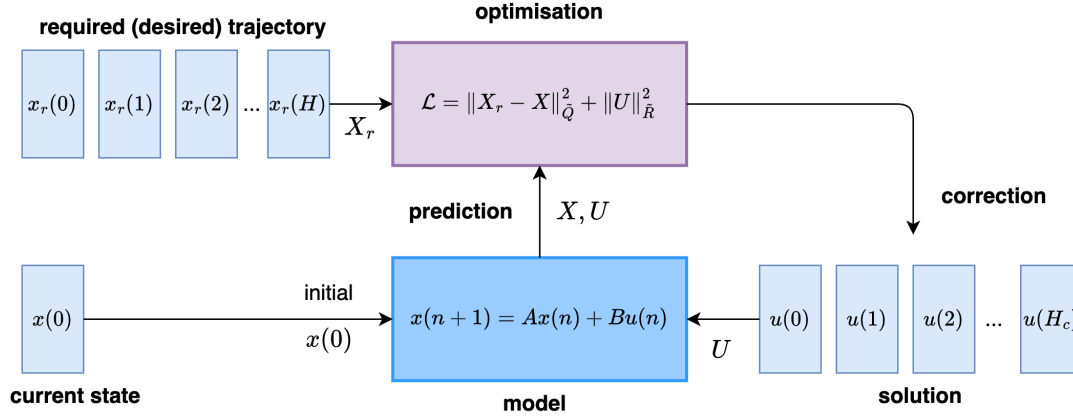 optimisation
required (desired) trajectory
x_r(0) x_r(1) x_r(2) ... x_r(H)
X_r
ℒ = ‖X_r − X‖²_Q̃ + ‖U‖²_R̃
prediction
X, U
correction
x(0)
initial
x(0)
x(n + 1) = Ax(n) + Bu(n)
U
u(0) u(1) u(2) ... u(H_c)
current state
model
solution